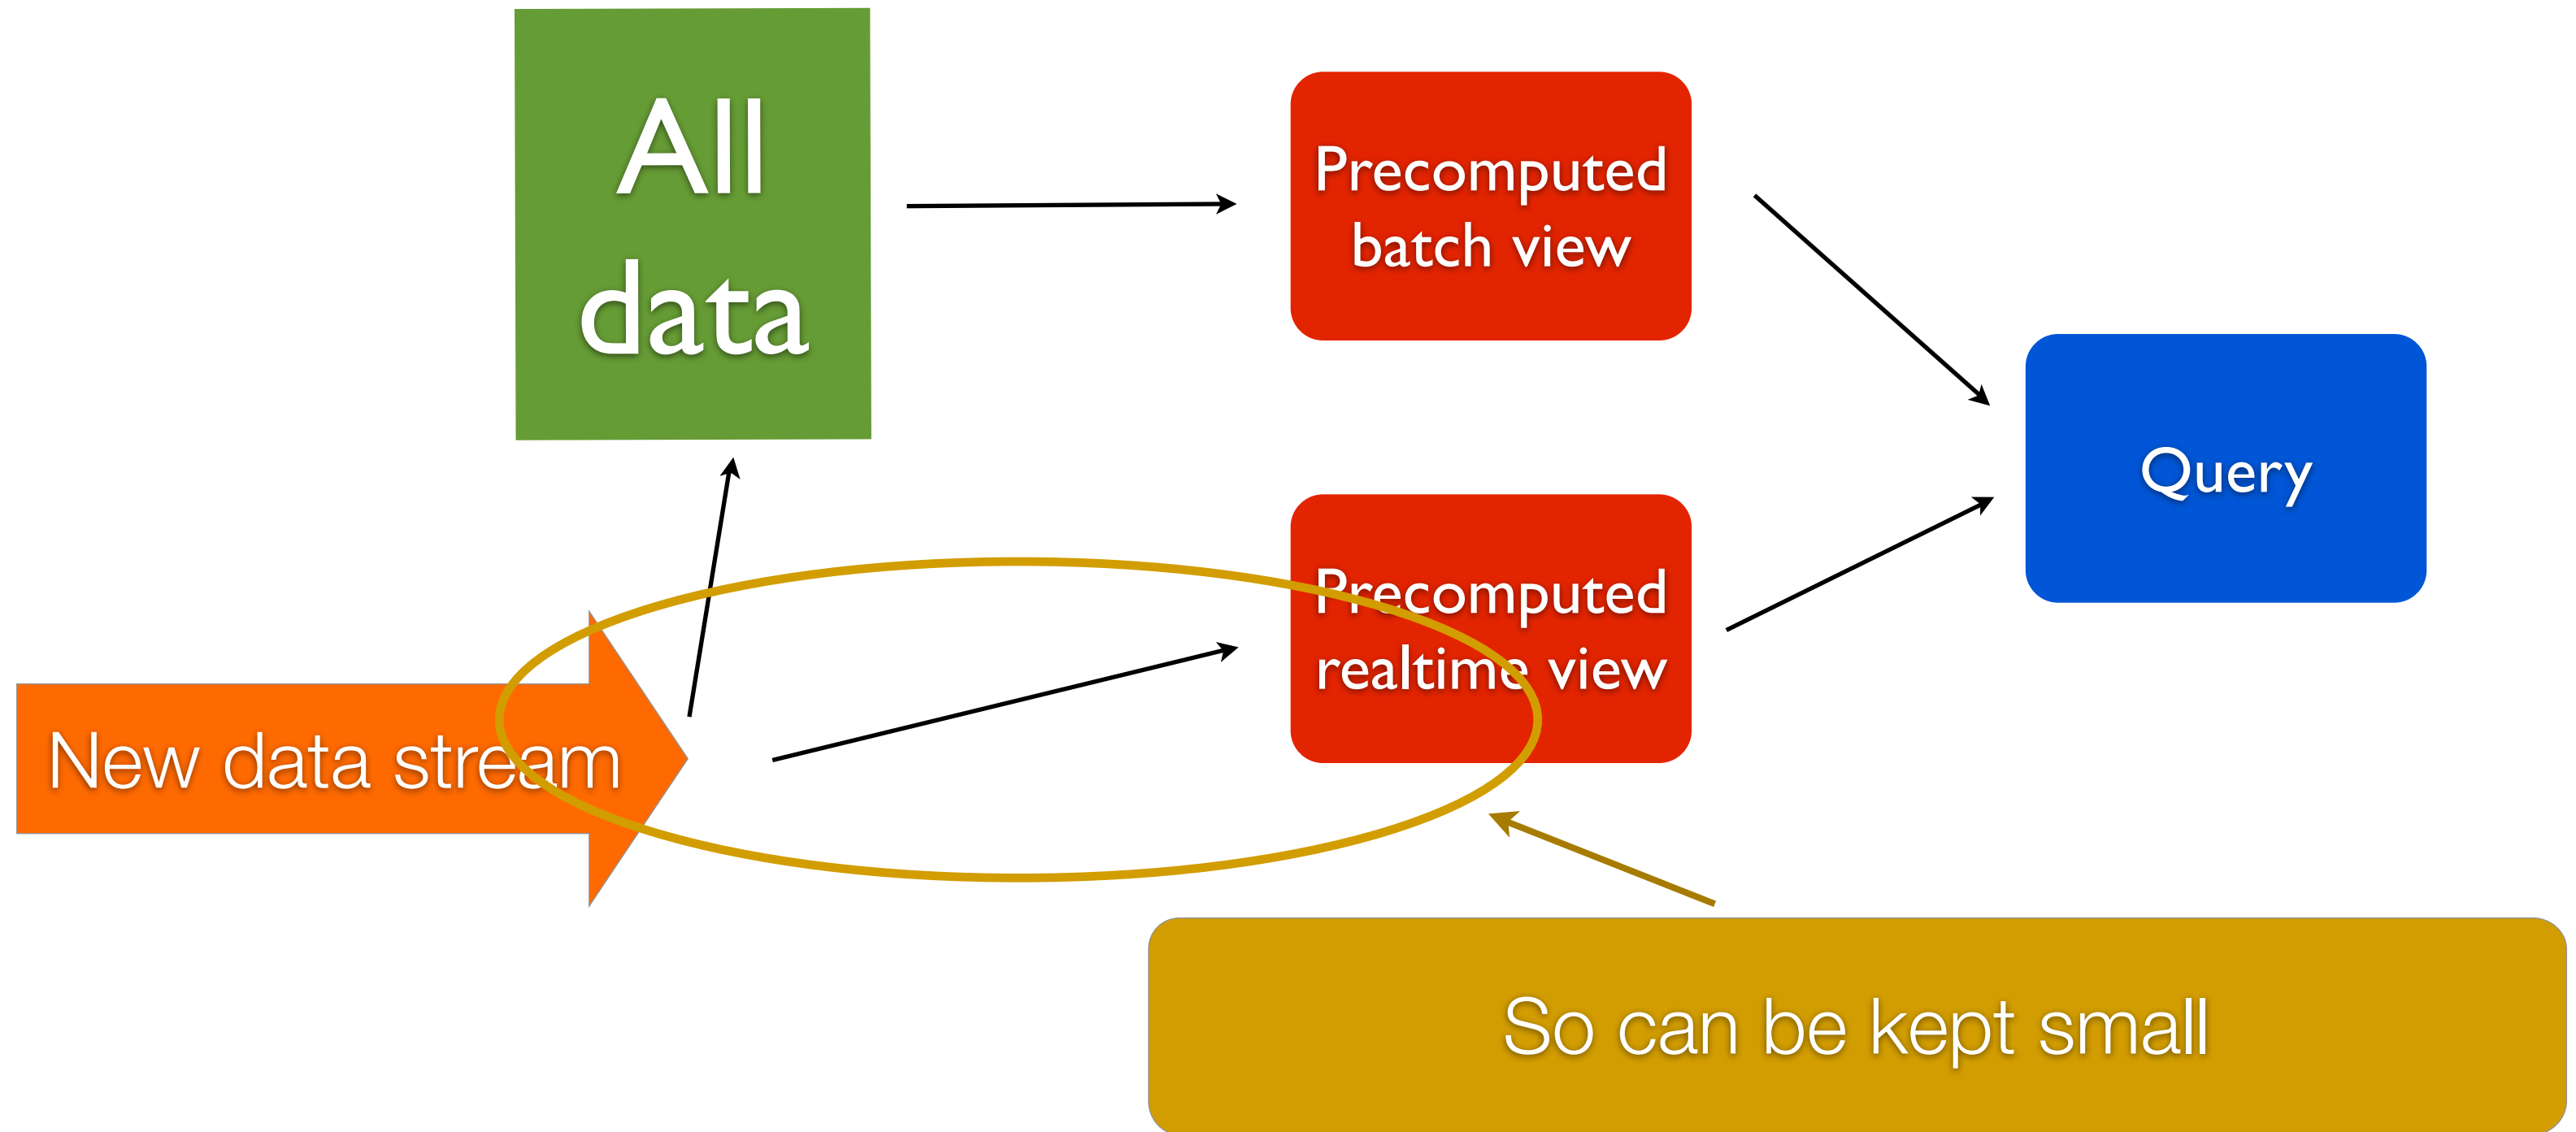 All
data
Precomputed
batch view
Query
Precomputed
realtime view
New data stream
So can be kept small